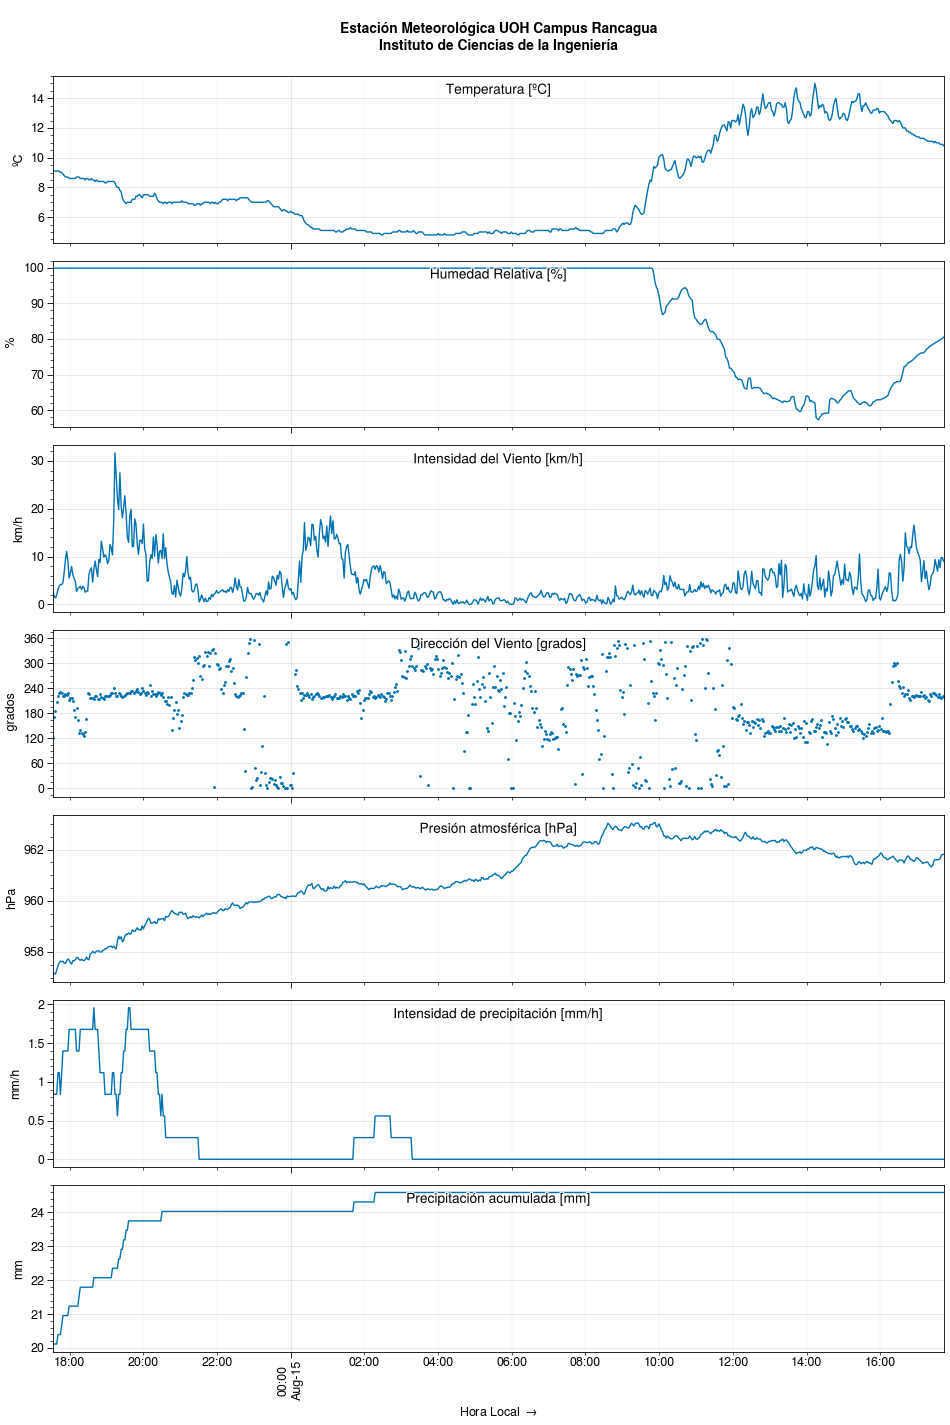 Estación Meteorológica UOH Campus Rancagua
Instituto de Ciencias de la Ingeniería
Temperatura [ºC]
14
12
10
8
6
ºC
Humedad Relativa [%]
100
90
80
70
60
%
Intensidad del Viento [km/h]
30
20
10
0
km/h
Dirección del Viento [grados]
360
300
240
180
120
60
0
grados
Presión atmosférica [hPa]
962
960
958
hPa
Intensidad de precipitación [mm/h]
2
1.5
1
0.5
0
mm/h
Precipitación acumulada [mm]
24
23
22
21
20
mm
18:00 20:00 22:00 00:00 02:00 04:00 06:00 08:00 10:00 12:00 14:00 16:00
Aug-15
Hora Local →